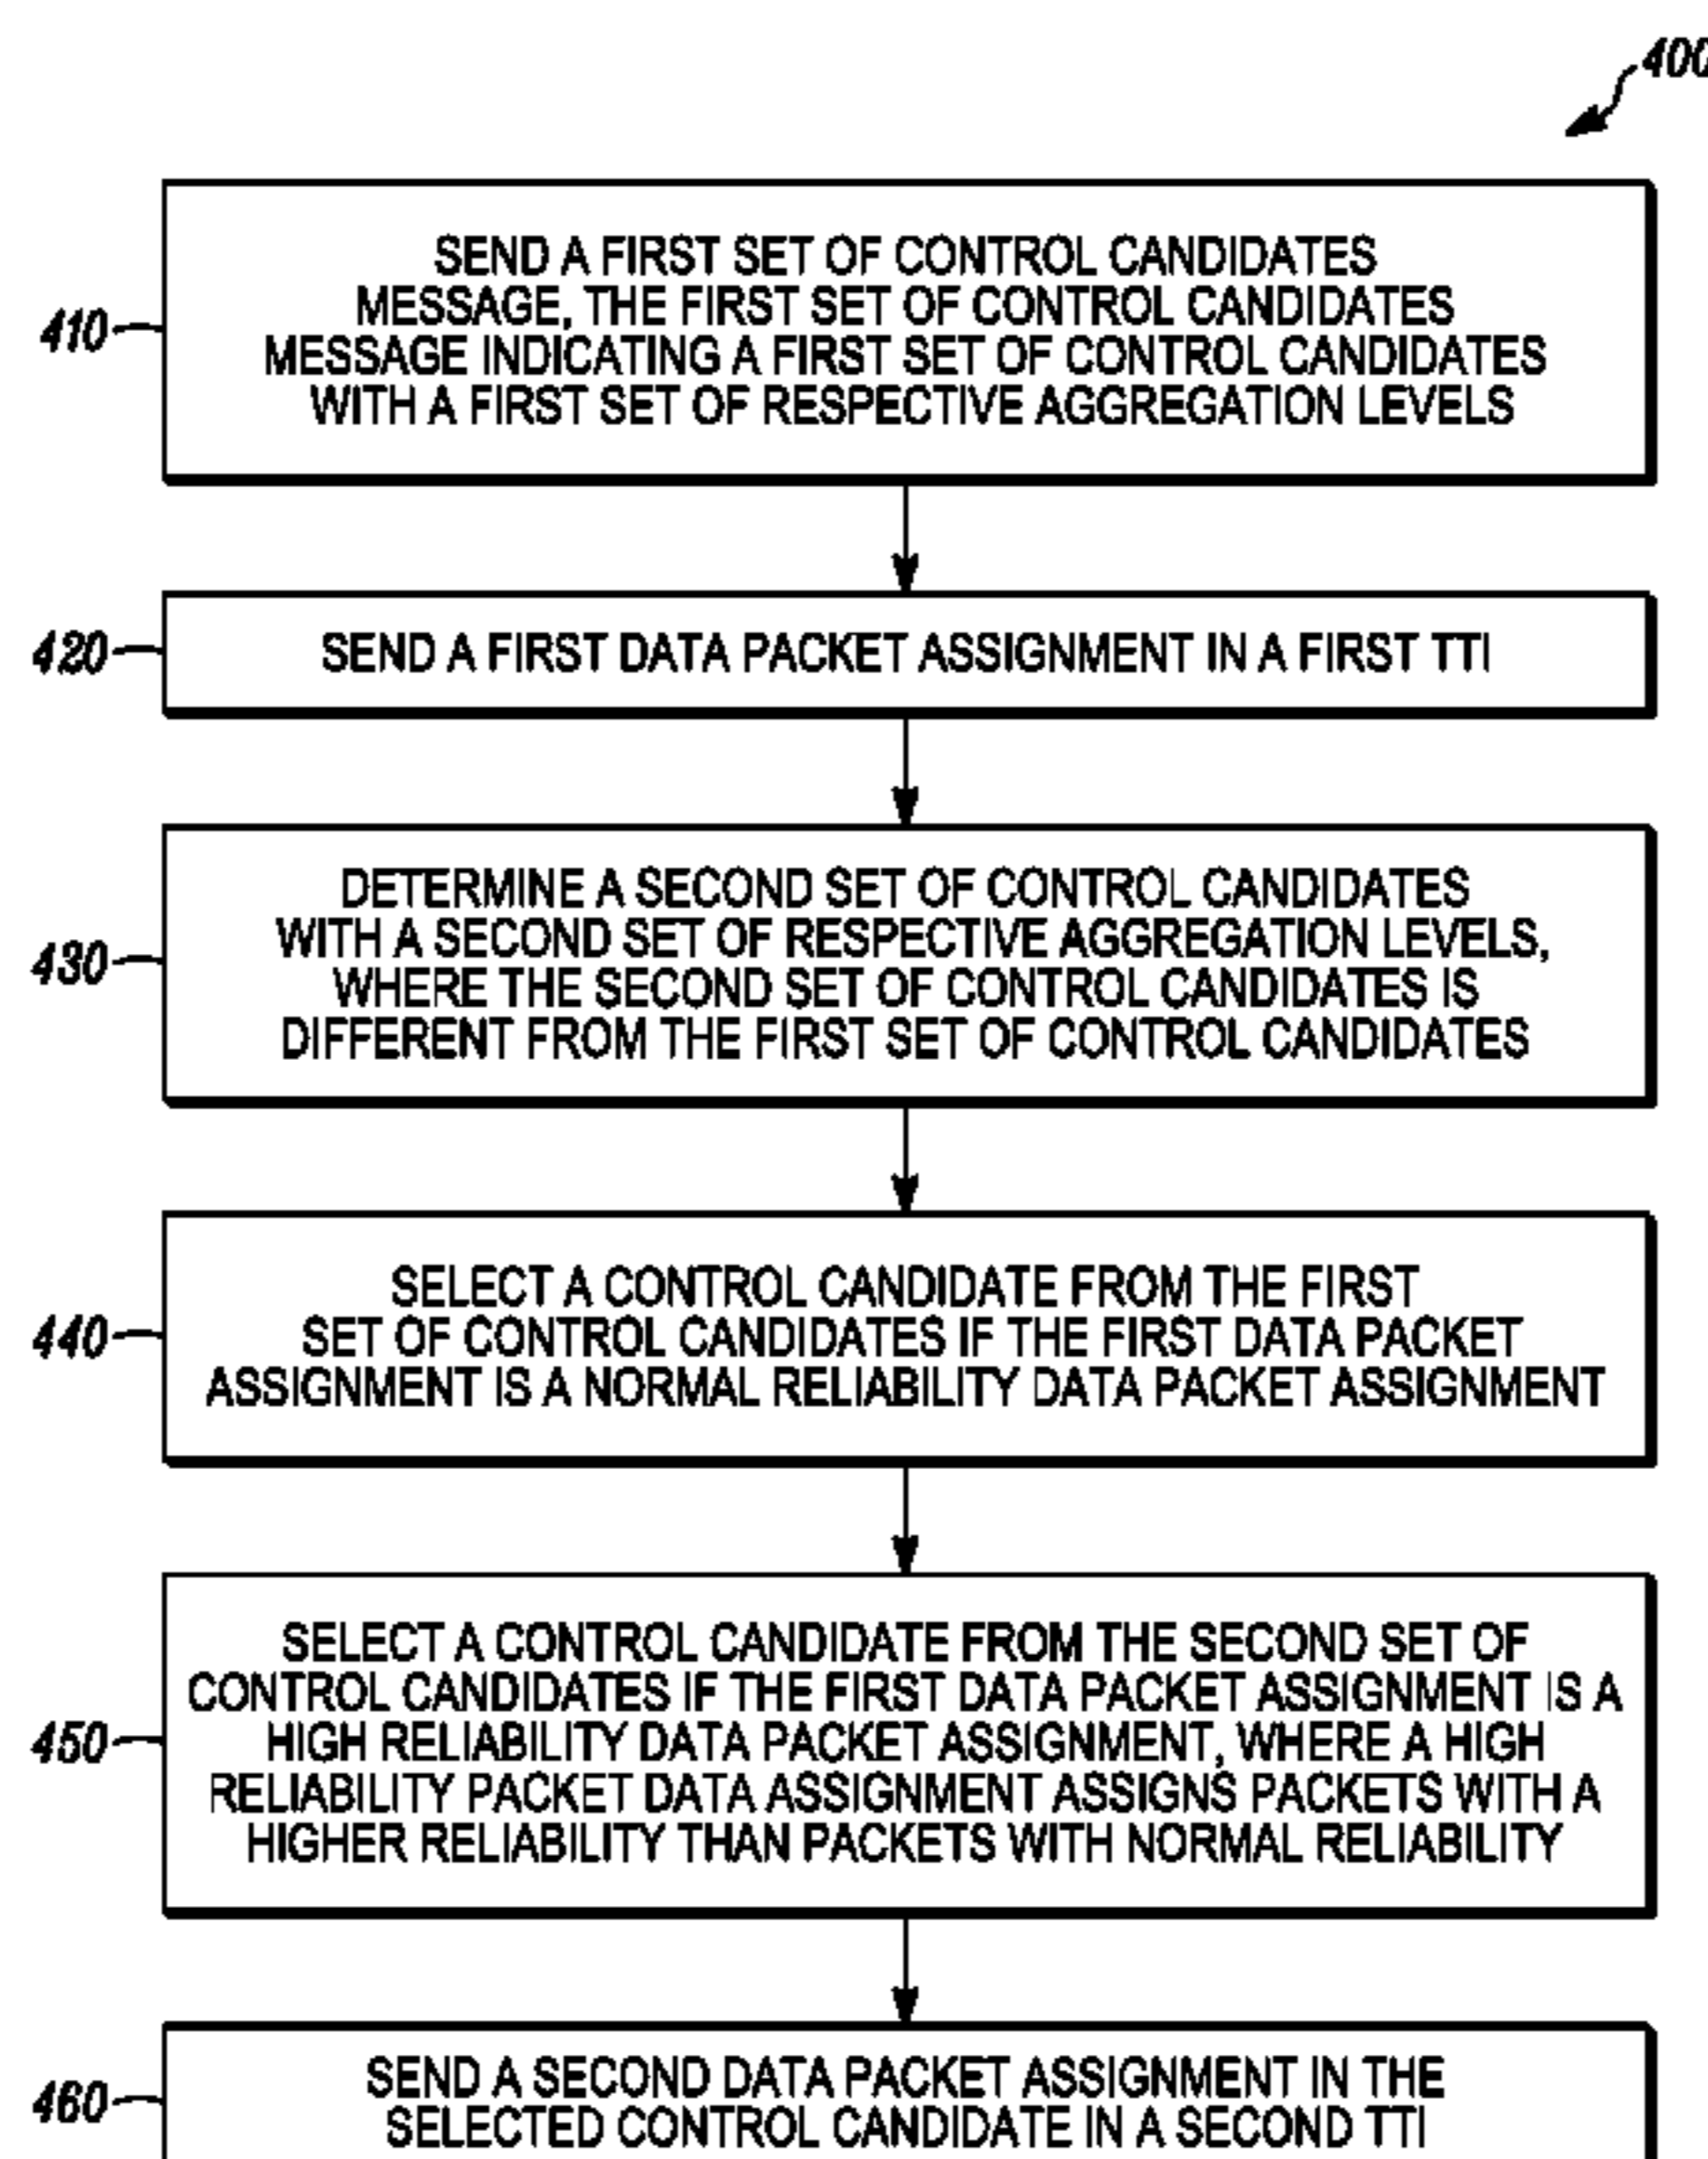 400
410
SEND A FIRST SET OF CONTROL CANDIDATES
MESSAGE, THE FIRST SET OF CONTROL CANDIDATES
MESSAGE INDICATING A FIRST SET OF CONTROL CANDIDATES
WITH A FIRST SET OF RESPECTIVE AGGREGATION LEVELS
420
SEND A FIRST DATA PACKET ASSIGNMENT IN A FIRST TTI
430
DETERMINE A SECOND SET OF CONTROL CANDIDATES
WITH A SECOND SET OF RESPECTIVE AGGREGATION LEVELS,
WHERE THE SECOND SET OF CONTROL CANDIDATES IS
DIFFERENT FROM THE FIRST SET OF CONTROL CANDIDATES
440
SELECT A CONTROL CANDIDATE FROM THE FIRST
SET OF CONTROL CANDIDATES IF THE FIRST DATA PACKET
ASSIGNMENT IS A NORMAL RELIABILITY DATA PACKET ASSIGNMENT
450
SELECT A CONTROL CANDIDATE FROM THE SECOND SET OF
CONTROL CANDIDATES IF THE FIRST DATA PACKET ASSIGNMENT IS A
HIGH RELIABILITY DATA PACKET ASSIGNMENT, WHERE A HIGH
RELIABILITY PACKET DATA ASSIGNMENT ASSIGNS PACKETS WITH A
HIGHER RELIABILITY THAN PACKETS WITH NORMAL RELIABILITY
460
SEND A SECOND DATA PACKET ASSIGNMENT IN THE
SELECTED CONTROL CANDIDATE IN A SECOND TTI